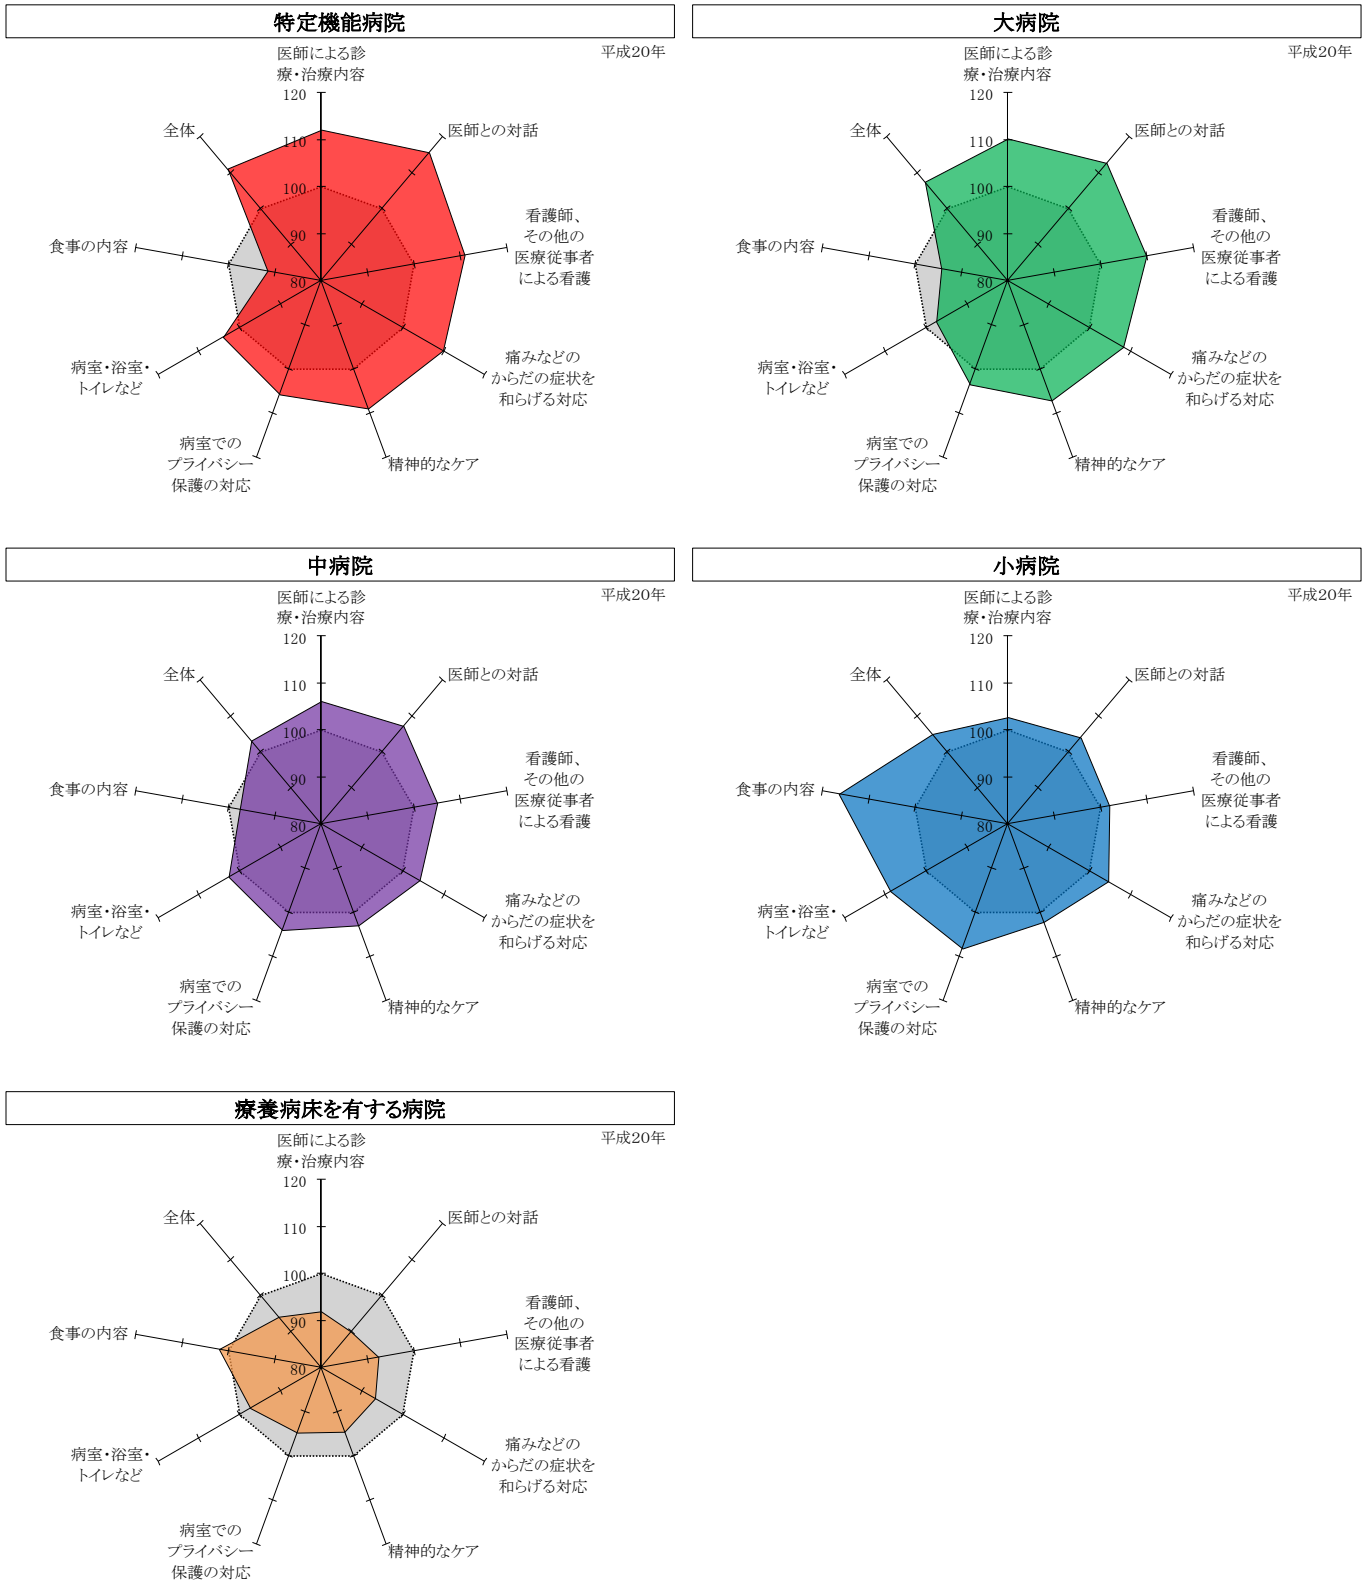 特定機能病院
平成20年
医師による診
療・治療内容
120
110
100
90
80
医師との対話
看護師、
その他の
医療従事者
による看護
痛みなどの
からだの症状を
和らげる対応
精神的なケア
病室での
プライバシー
保護の対応
病室・浴室・
トイレなど
食事の内容
全体
大病院
平成20年
医師による診
療・治療内容
120
110
100
90
80
医師との対話
看護師、
その他の
医療従事者
による看護
痛みなどの
からだの症状を
和らげる対応
精神的なケア
病室での
プライバシー
保護の対応
病室・浴室・
トイレなど
食事の内容
全体
中病院
平成20年
医師による診
療・治療内容
120
110
100
90
80
医師との対話
看護師、
その他の
医療従事者
による看護
痛みなどの
からだの症状を
和らげる対応
精神的なケア
病室での
プライバシー
保護の対応
病室・浴室・
トイレなど
食事の内容
全体
小病院
平成20年
医師による診
療・治療内容
120
110
100
90
80
医師との対話
看護師、
その他の
医療従事者
による看護
痛みなどの
からだの症状を
和らげる対応
精神的なケア
病室での
プライバシー
保護の対応
病室・浴室・
トイレなど
食事の内容
全体
療養病床を有する病院
平成20年
医師による診
療・治療内容
120
110
100
90
80
医師との対話
看護師、
その他の
医療従事者
による看護
痛みなどの
からだの症状を
和らげる対応
精神的なケア
病室での
プライバシー
保護の対応
病室・浴室・
トイレなど
食事の内容
全体